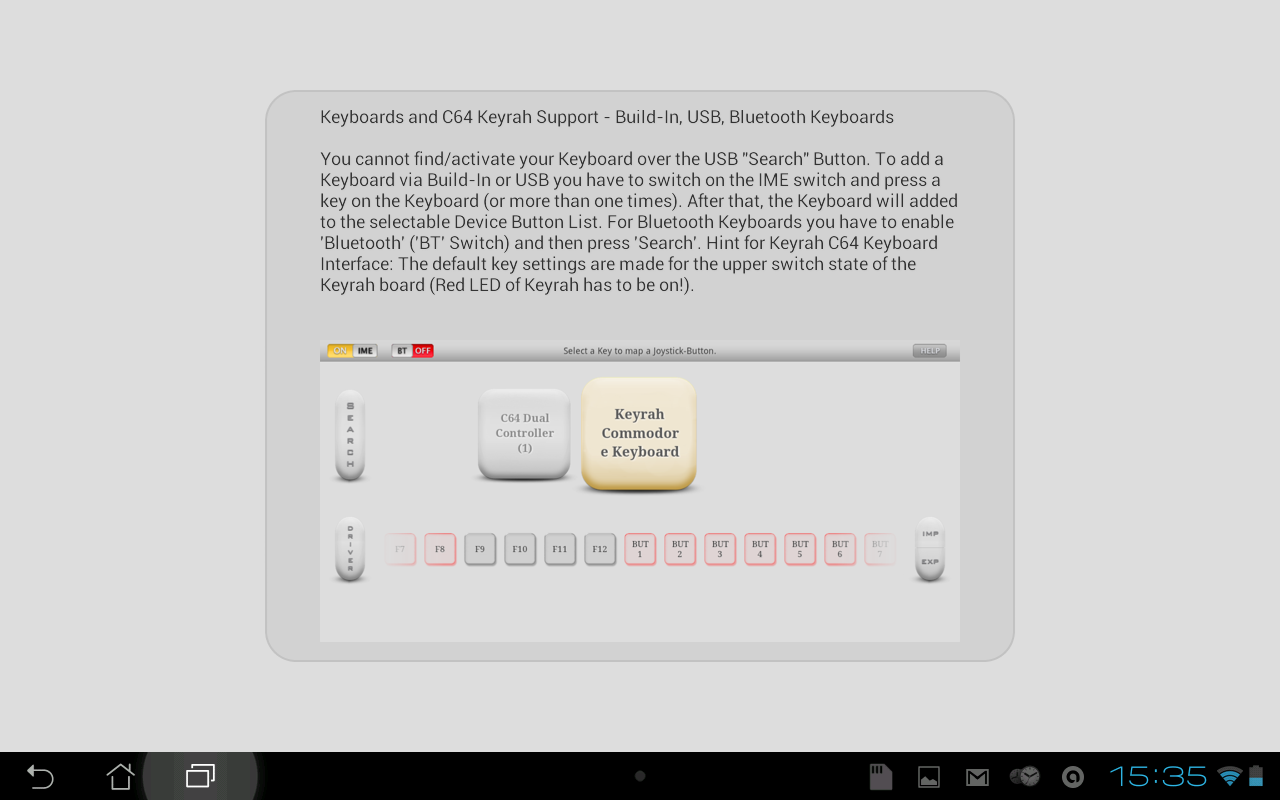 Keyboards and C64 Keyrah Support - Build-In, USB, Bluetooth Keyboards
You cannot find/activate your Keyboard over the USB "Search" Button. To add a
Keyboard via Build-In or USB you have to switch on the IME switch and press a
key on the Keyboard (or more than one times). After that, the Keyboard will added
to the selectable Device Button List. For Bluetooth Keyboards you have to enable
'Bluetooth' ('BT' Switch) and then press 'Search'. Hint for Keyrah C64 Keyboard
Interface: The default key settings are made for the upper switch state of the
Keyrah board (Red LED of Keyrah has to be on!).
ON IME BT OFF Select a Key to map a Joystick-Button. HELP
SEARCH
C64 Dual
Controller
(1)
Keyrah
Commodor
e Keyboard
DRIVER
F7 F8 F9 F10 F11 F12
BUT
1
BUT
2
BUT
3
BUT
4
BUT
5
BUT
6
BUT
7
IMP
EXP
15:35